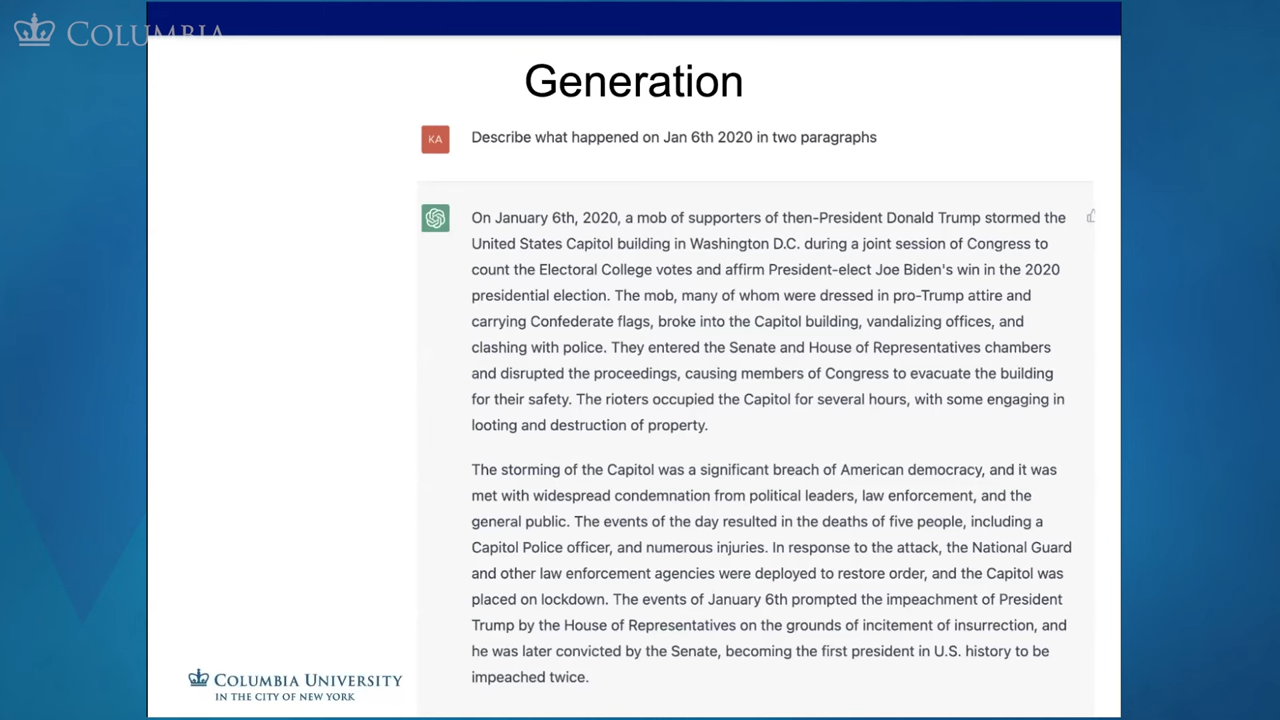 COLUMBIA
Generation
KA
Describe what happened on Jan 6th 2020 in two paragraphs
On January 6th, 2020, a mob of supporters of then-President Donald Trump stormed the
United States Capitol building in Washington D.C. during a joint session of Congress to
count the Electoral College votes and affirm President-elect Joe Biden's win in the 2020
presidential election. The mob, many of whom were dressed in pro-Trump attire and
carrying Confederate flags, broke into the Capitol building, vandalizing offices, and
clashing with police. They entered the Senate and House of Representatives chambers
and disrupted the proceedings, causing members of Congress to evacuate the building
for their safety. The rioters occupied the Capitol for several hours, with some engaging in
looting and destruction of property.
The storming of the Capitol was a significant breach of American democracy, and it was
met with widespread condemnation from political leaders, law enforcement, and the
general public. The events of the day resulted in the deaths of five people, including a
Capitol Police officer, and numerous injuries. In response to the attack, the National Guard
and other law enforcement agencies were deployed to restore order, and the Capitol was
placed on lockdown. The events of January 6th prompted the impeachment of President
Trump by the House of Representatives on the grounds of incitement of insurrection, and
he was later convicted by the Senate, becoming the first president in U.S. history to be
impeached twice.
COLUMBIA UNIVERSITY
IN THE CITY OF NEW YORK